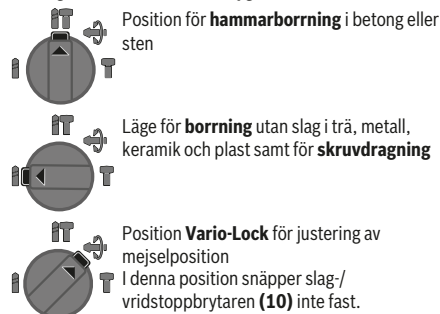 Position för hammarborrning i betong eller
sten
Läge för borrning utan slag i trä, metall,
keramik och plast samt för skruvdragning
Position Vario-Lock för justering av
mejselposition
I denna position snäpper slag-/
vridstoppbrytaren (10) inte fast.